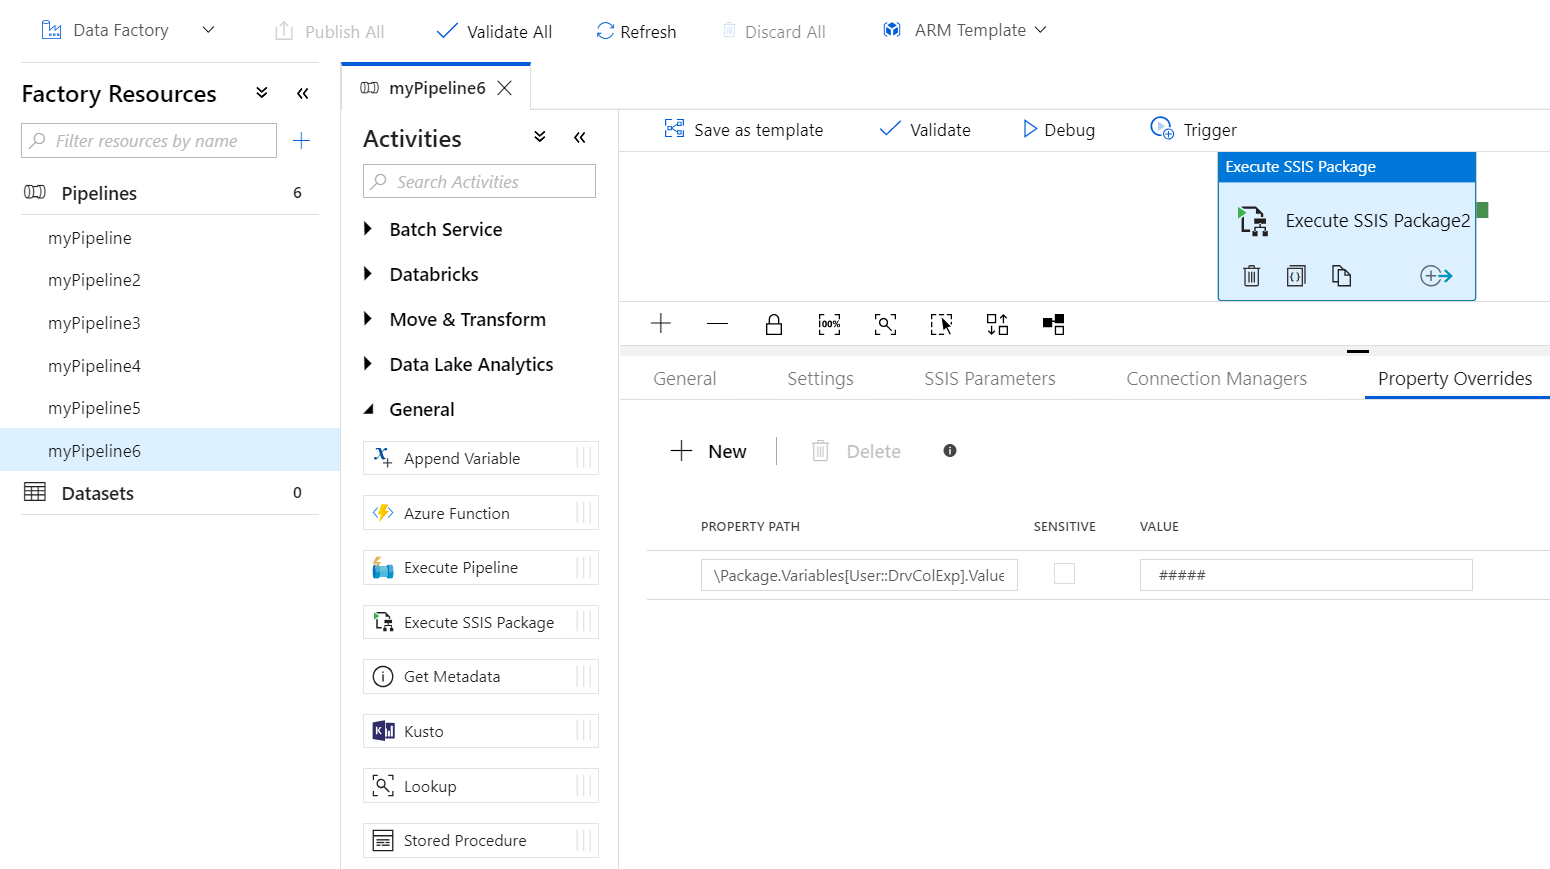 Data Factory
Publish All
Validate All
Refresh
Discard All
ARM Template
Factory Resources
Filter resources by name
Pipelines 6
myPipeline
myPipeline2
myPipeline3
myPipeline4
myPipeline5
myPipeline6
Datasets 0
myPipeline6
Activities
Search Activities
Batch Service
Databricks
Move & Transform
Data Lake Analytics
General
Append Variable
Azure Function
Execute Pipeline
Execute SSIS Package
Get Metadata
Kusto
Lookup
Stored Procedure
Save as template
Validate
Debug
Trigger
Execute SSIS Package
Execute SSIS Package2
100%
General
Settings
SSIS Parameters
Connection Managers
Property Overrides
New
Delete
PROPERTY PATH SENSITIVE VALUE
\Package.Variables[User::DrvColExp].Value #####